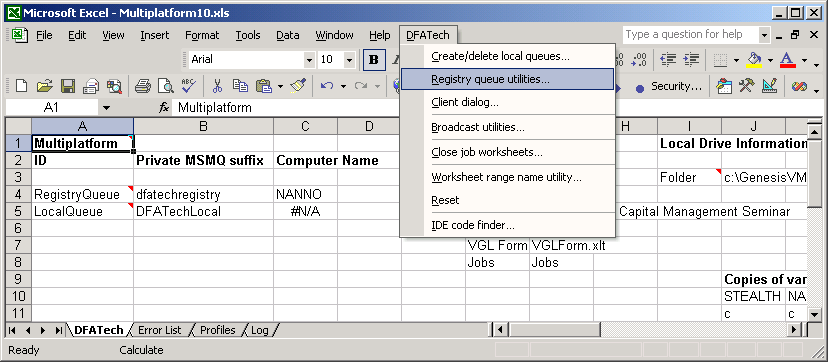 Microsoft Excel - Multiplatform10.xls
File Edit View Insert Format Tools Data Window Help DFATech Type a question for help
Arial 10 B
Security...
A1 fx Multiplatform
Create/delete local queues...
Registry queue utilities...
Client dialog...
Broadcast utilities...
Close job worksheets...
Worksheet range name utility...
Reset
IDE code finder...
A B C D H I J
1 Multiplatform Local Drive Information
2 ID Private MSMQ suffix Computer Name
3 Folder c:\GenesisVM
4 RegistryQueue dfatechregistry NANNO
5 LocalQueue DFATechLocal #N/A Capital Management Seminar
6
7 VGL Form VGLForm.xlt
8 Jobs Jobs
9 Copies of var
10 STEALTH NA
11 c c
DFATech Error List Profiles Log
Ready Calculate